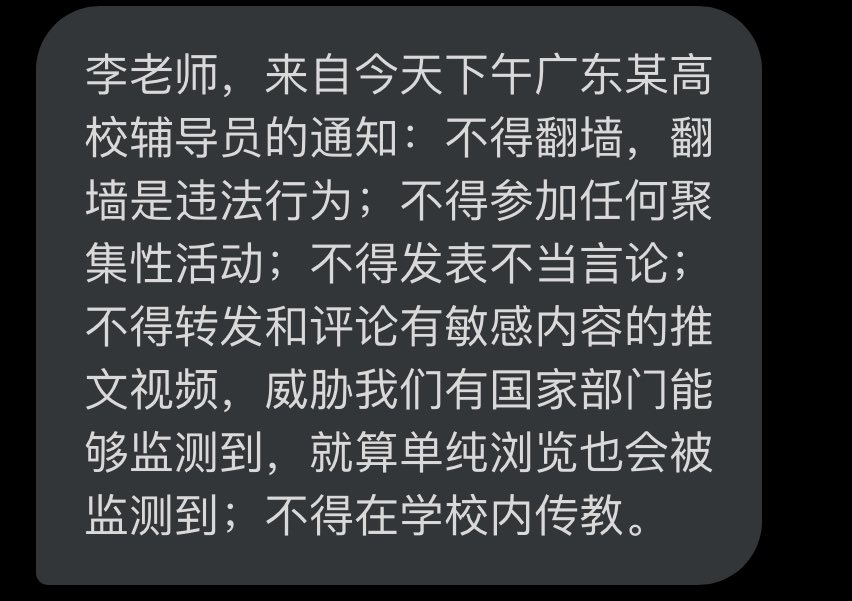 李老师，来自今天下午广东某高
校辅导员的通知：不得翻墙，翻
墙是违法行为；不得参加任何聚
集性活动；不得发表不当言论；
不得转发和评论有敏感内容的推
文视频，威胁我们有国家部门能
够监测到，就算单纯浏览也会被
监测到；不得在学校内传教。